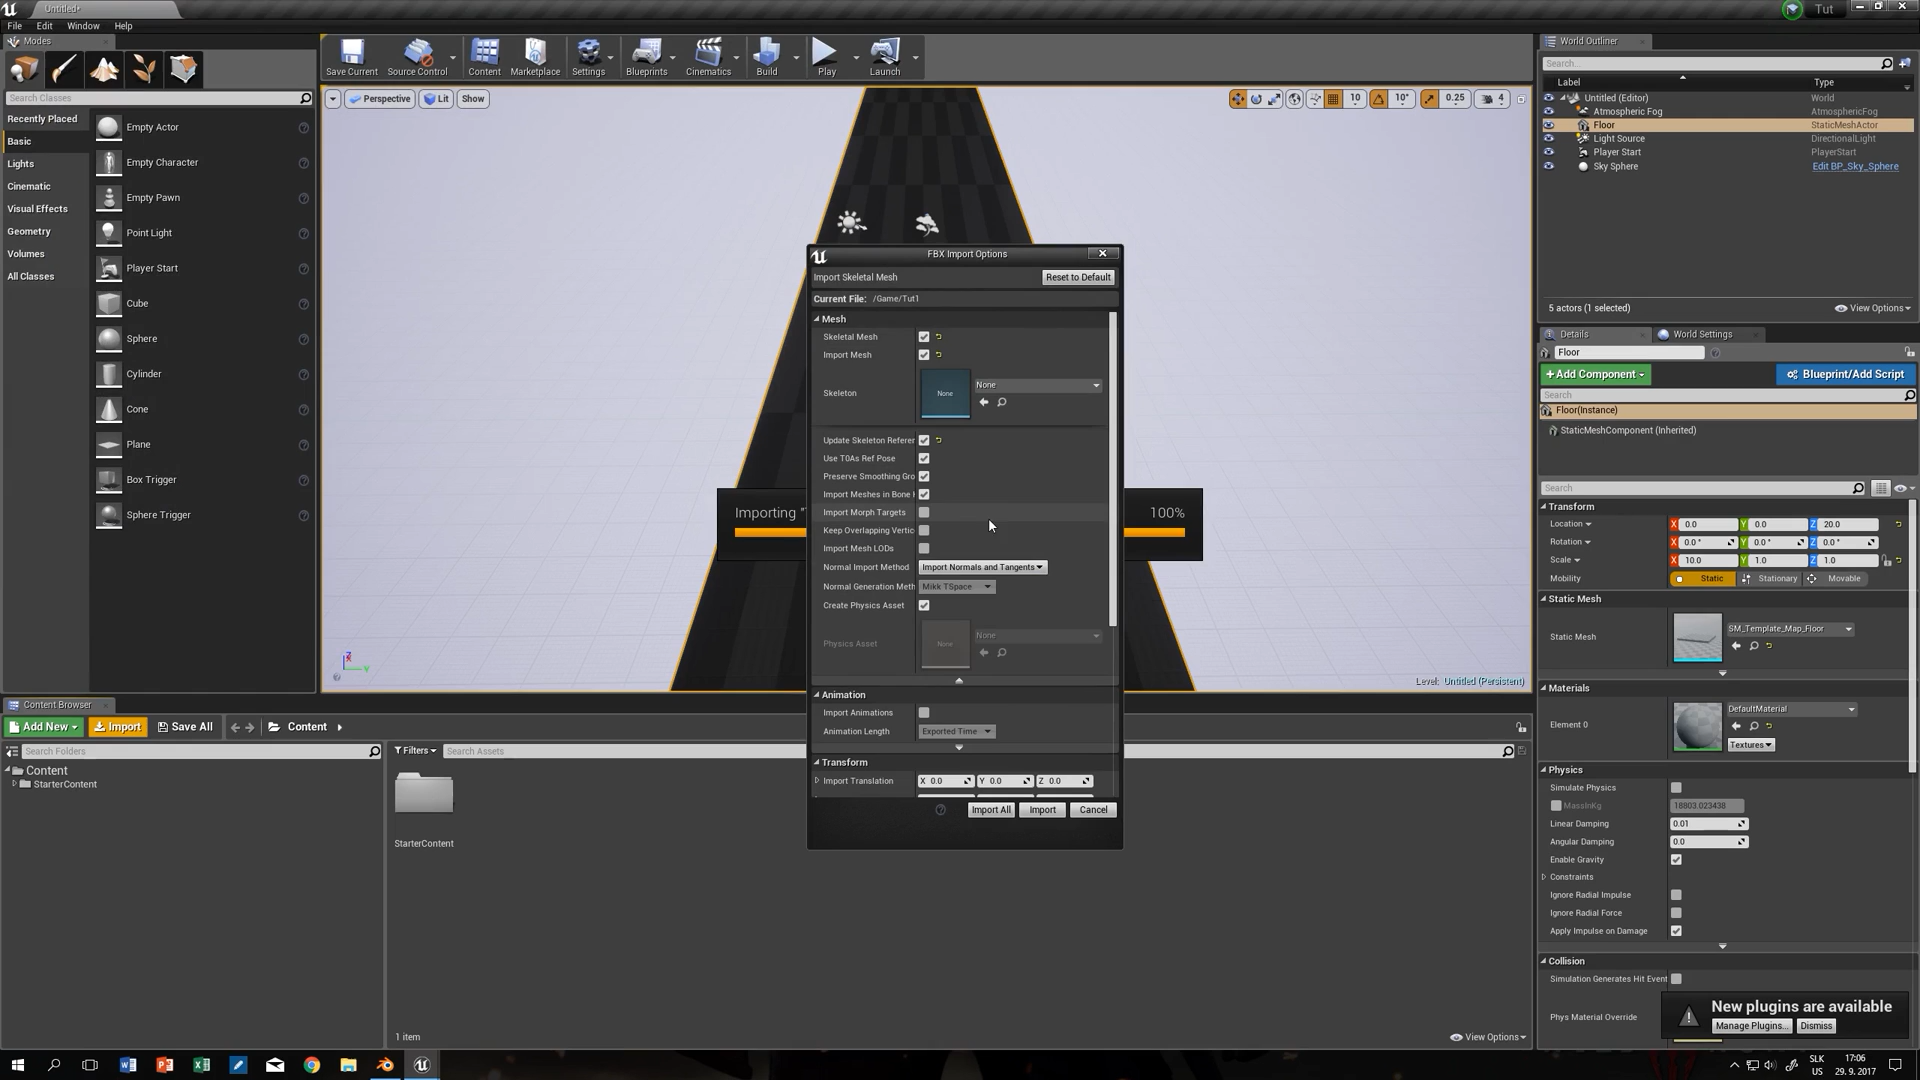 Untitled*
Tut
File Edit Window Help
Modes
Search Classes
Recently Placed
Basic
Lights
Cinematic
Visual Effects
Geometry
Volumes
All Classes
Empty Actor
Empty Character
Empty Pawn
Point Light
Player Start
Cube
Sphere
Cylinder
Cone
Plane
Box Trigger
Sphere Trigger
Save Current Source Control Content Marketplace Settings Blueprints Cinematics Build Play Launch
Perspective Lit Show
10 10° 0.25 4
Importing "
100%
Level: Untitled (Persistent)
FBX Import Options
Import Skeletal Mesh Reset to Default
Current File: /Game/Tut1
Mesh
Skeletal Mesh
Import Mesh
Skeleton None None
Update Skeleton Referer
Use T0As Ref Pose
Preserve Smoothing Gro
Import Meshes in Bone
Import Morph Targets
Keep Overlapping Vertic
Import Mesh LODs
Normal Import Method Import Normals and Tangents
Normal Generation Meth Mikk TSpace
Create Physics Asset
Physics Asset None None
Animation
Import Animations
Animation Length Exported Time
Transform
Import Translation X 0.0 Y 0.0 Z 0.0
Import All Import Cancel
World Outliner
Search...
Label Type
Untitled (Editor) World
Atmospheric Fog AtmosphericFog
Floor StaticMeshActor
Light Source DirectionalLight
Player Start PlayerStart
Sky Sphere Edit BP_Sky_Sphere
5 actors (1 selected) View Options
Details World Settings
Floor
+Add Component Blueprint/Add Script
Search
Floor(Instance)
StaticMeshComponent (Inherited)
Search
Transform
Location X 0.0 Y 0.0 Z 20.0
Rotation X 0.0 ° Y 0.0 ° Z 0.0 °
Scale X 10.0 Y 1.0 Z 1.0
Mobility Static Stationary Movable
Static Mesh
Static Mesh SM_Template_Map_Floor
Materials
Element 0 DefaultMaterial
Textures
Physics
Simulate Physics
MassInKg 18803.023438
Linear Damping 0.01
Angular Damping 0.0
Enable Gravity
Constraints
Ignore Radial Impulse
Ignore Radial Force
Apply Impulse on Damage
Collision
Simulation Generates Hit Event
Phys Material Override
New plugins are available
Manage Plugins... Dismiss
Content Browser
Add New Import Save All Content
Search Folders
Content
StarterContent
Filters Search Assets
StarterContent
1 item View Options
SLK
US
17:06
29. 9. 2017